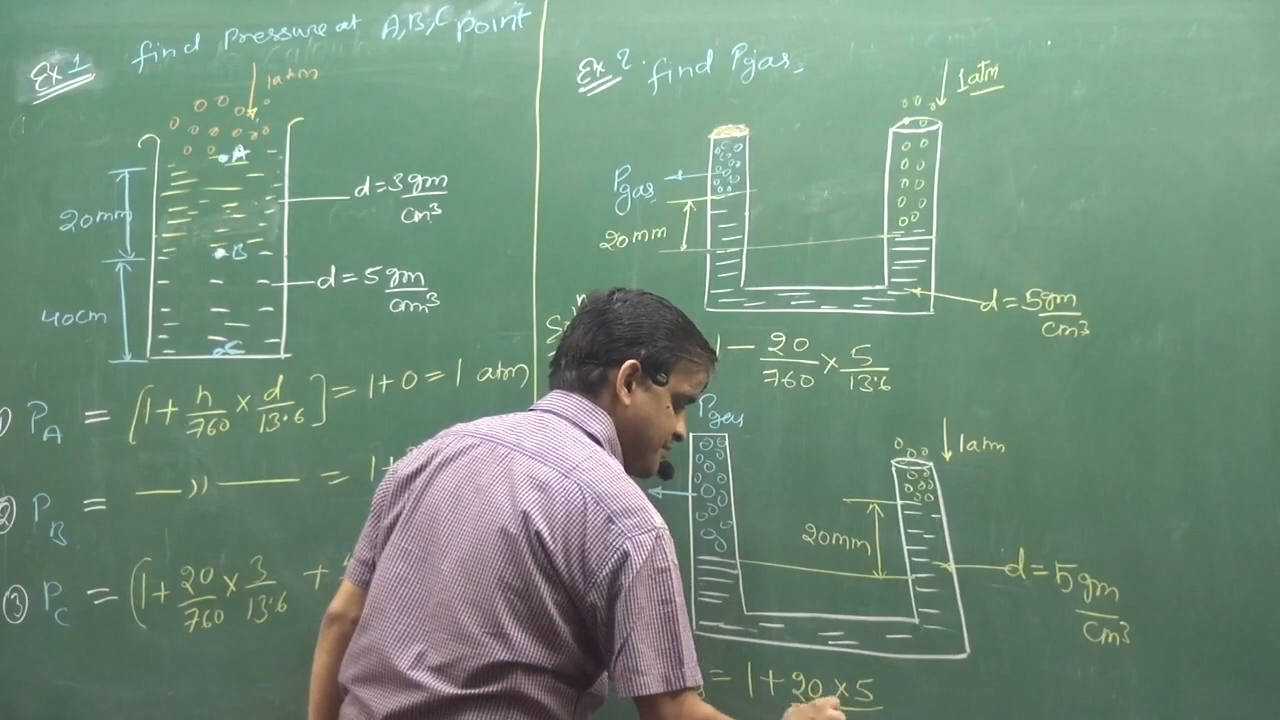 Ex 1 find Pressure at A,B,C point
1atm
A
20mm
d = 3 gm/cm³
B
d = 5 gm/cm³
40cm
C
1) P_A = [1 + h/760 × d/13.6] = 1+0 = 1 atm
2 P_B = —〃— = 1+
3 P_C = (1 + 20/760 × 3/13.6 +
Ex 2. find Pgas.
1atm
Pgas
20mm
d = 5 gm/cm³
1 - 20/760 × 5/13.6
Pgas
1atm
20mm
d = 5 gm/cm³
= 1 + 20 × 5